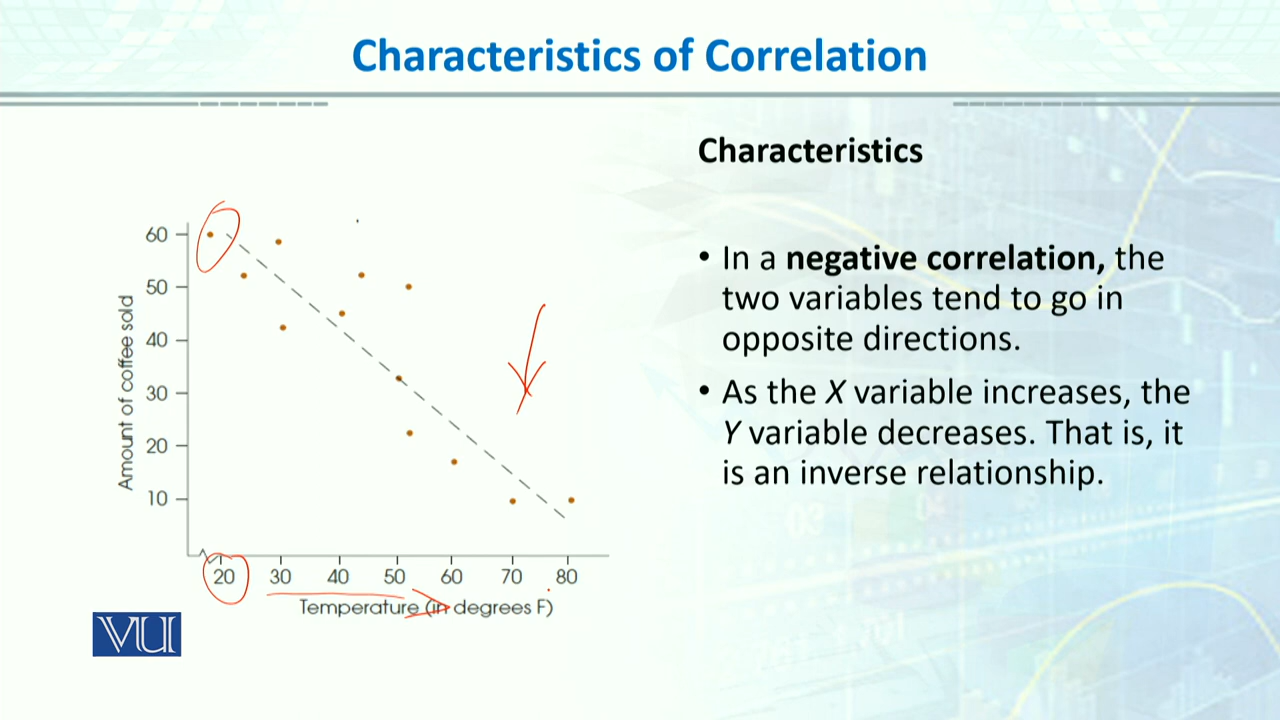 Characteristics of Correlation
Characteristics
• In a negative correlation, the
two variables tend to go in
opposite directions.
• As the X variable increases, the
Y variable decreases. That is, it
is an inverse relationship.
Amount of coffee sold
60
50
40
30
20
10
20 30 40 50 60 70 80
Temperature (in degrees F)
VU